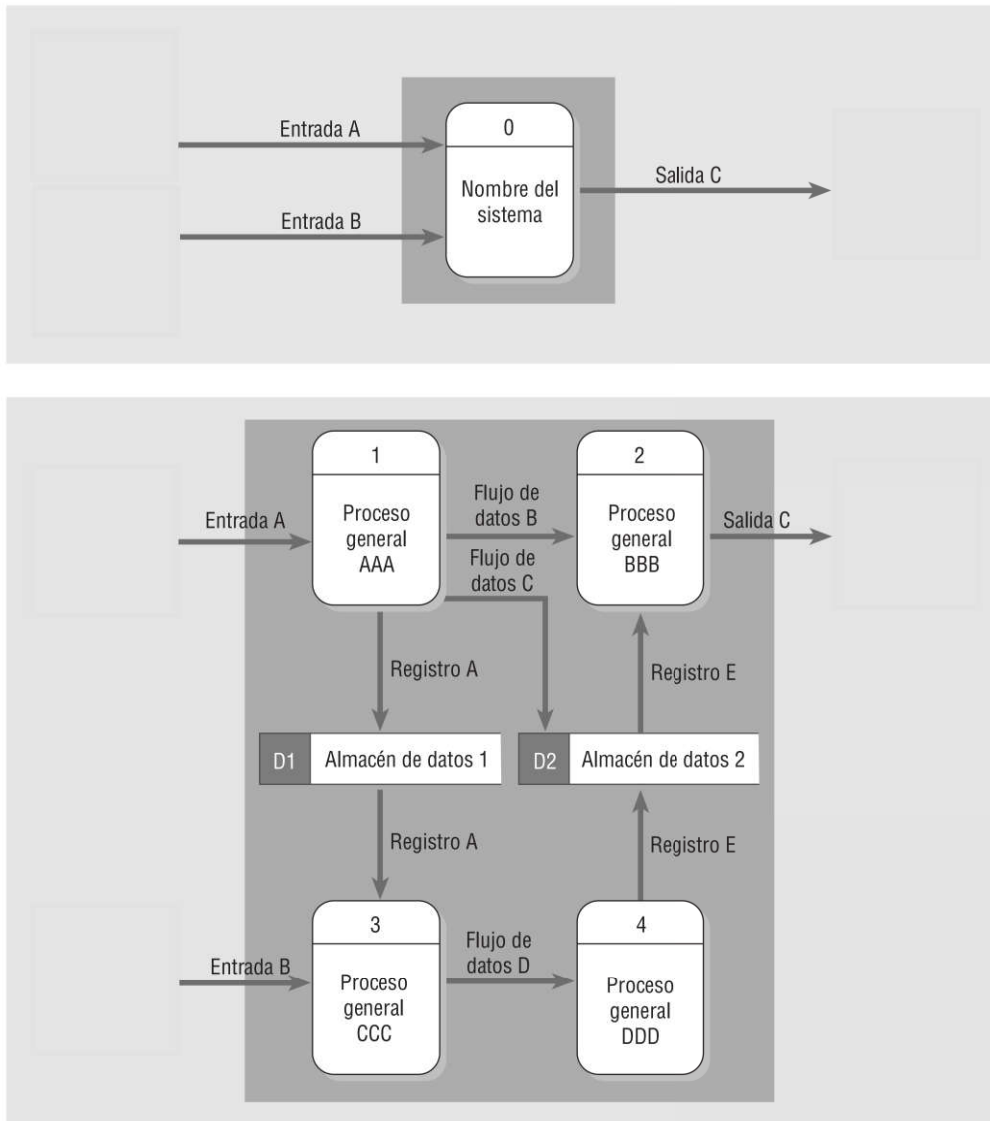 Entrada A
0
Nombre del
sistema
Salida C
Entrada B
1
Proceso
general
AAA
2
Proceso
general
BBB
Entrada A
Flujo de
datos B
Flujo de
datos C
Salida C
Registro A
Registro E
D1 Almacén de datos 1
D2 Almacén de datos 2
Registro A
Registro E
3
Proceso
general
CCC
4
Proceso
general
DDD
Entrada B
Flujo de
datos D